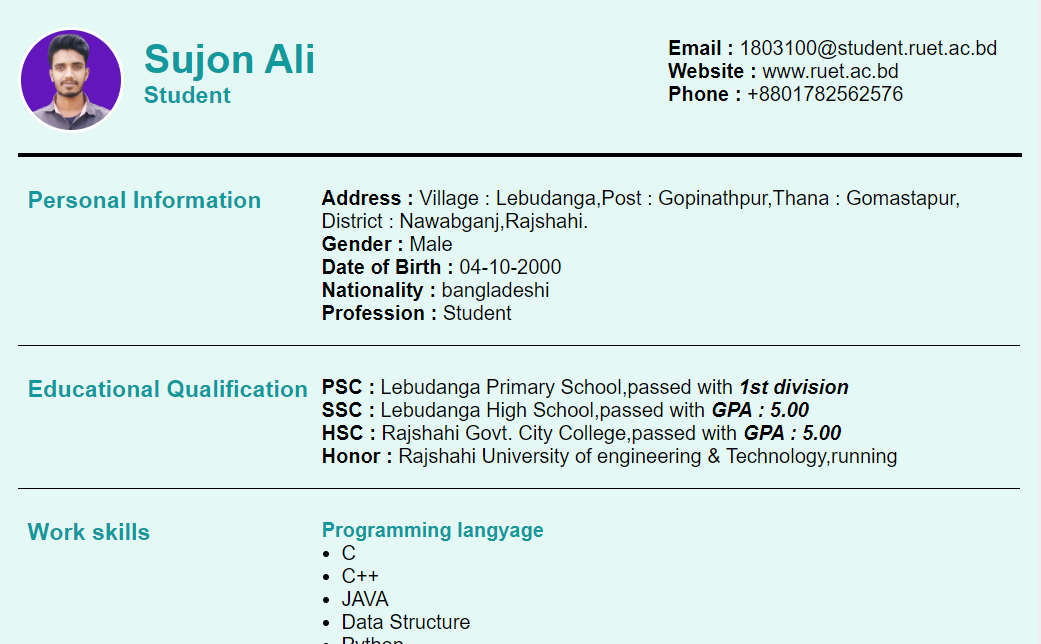 Sujon Ali
Student
Email : 1803100@student.ruet.ac.bd
Website : www.ruet.ac.bd
Phone : +8801782562576
Personal Information
Address : Village : Lebudanga,Post : Gopinathpur,Thana : Gomastapur,
District : Nawabganj,Rajshahi.
Gender : Male
Date of Birth : 04-10-2000
Nationality : bangladeshi
Profession : Student
Educational Qualification
PSC : Lebudanga Primary School,passed with 1st division
SSC : Lebudanga High School,passed with GPA : 5.00
HSC : Rajshahi Govt. City College,passed with GPA : 5.00
Honor : Rajshahi University of engineering & Technology,running
Work skills
Programming langyage
• C
• C++
• JAVA
• Data Structure
• Python